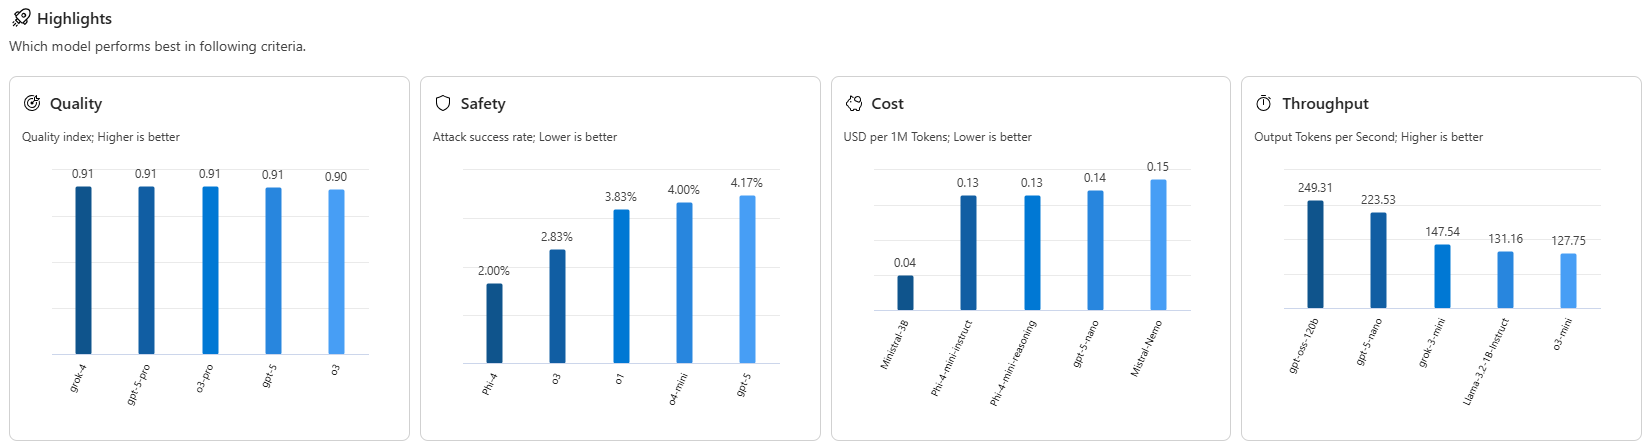 Highlights
Which model performs best in following criteria.
Quality
Quality index; Higher is better
0.91
0.91
0.91
0.91
0.90
grok-4
gpt-5-pro
o3-pro
gpt-5
o3
Safety
Attack success rate; Lower is better
2.00%
2.83%
3.83%
4.00%
4.17%
Phi-4
o3
o1
o4-mini
gpt-5
Cost
USD per 1M Tokens; Lower is better
0.04
0.13
0.13
0.14
0.15
Ministral-3B
Phi-4-mini-instruct
Phi-4-mini-reasoning
gpt-5-nano
Mistral-Nemo
Throughput
Output Tokens per Second; Higher is better
249.31
223.53
147.54
131.16
127.75
gpt-oss-120b
gpt-5-nano
grok-3-mini
Llama-3.2-1B-Instruct
o3-mini